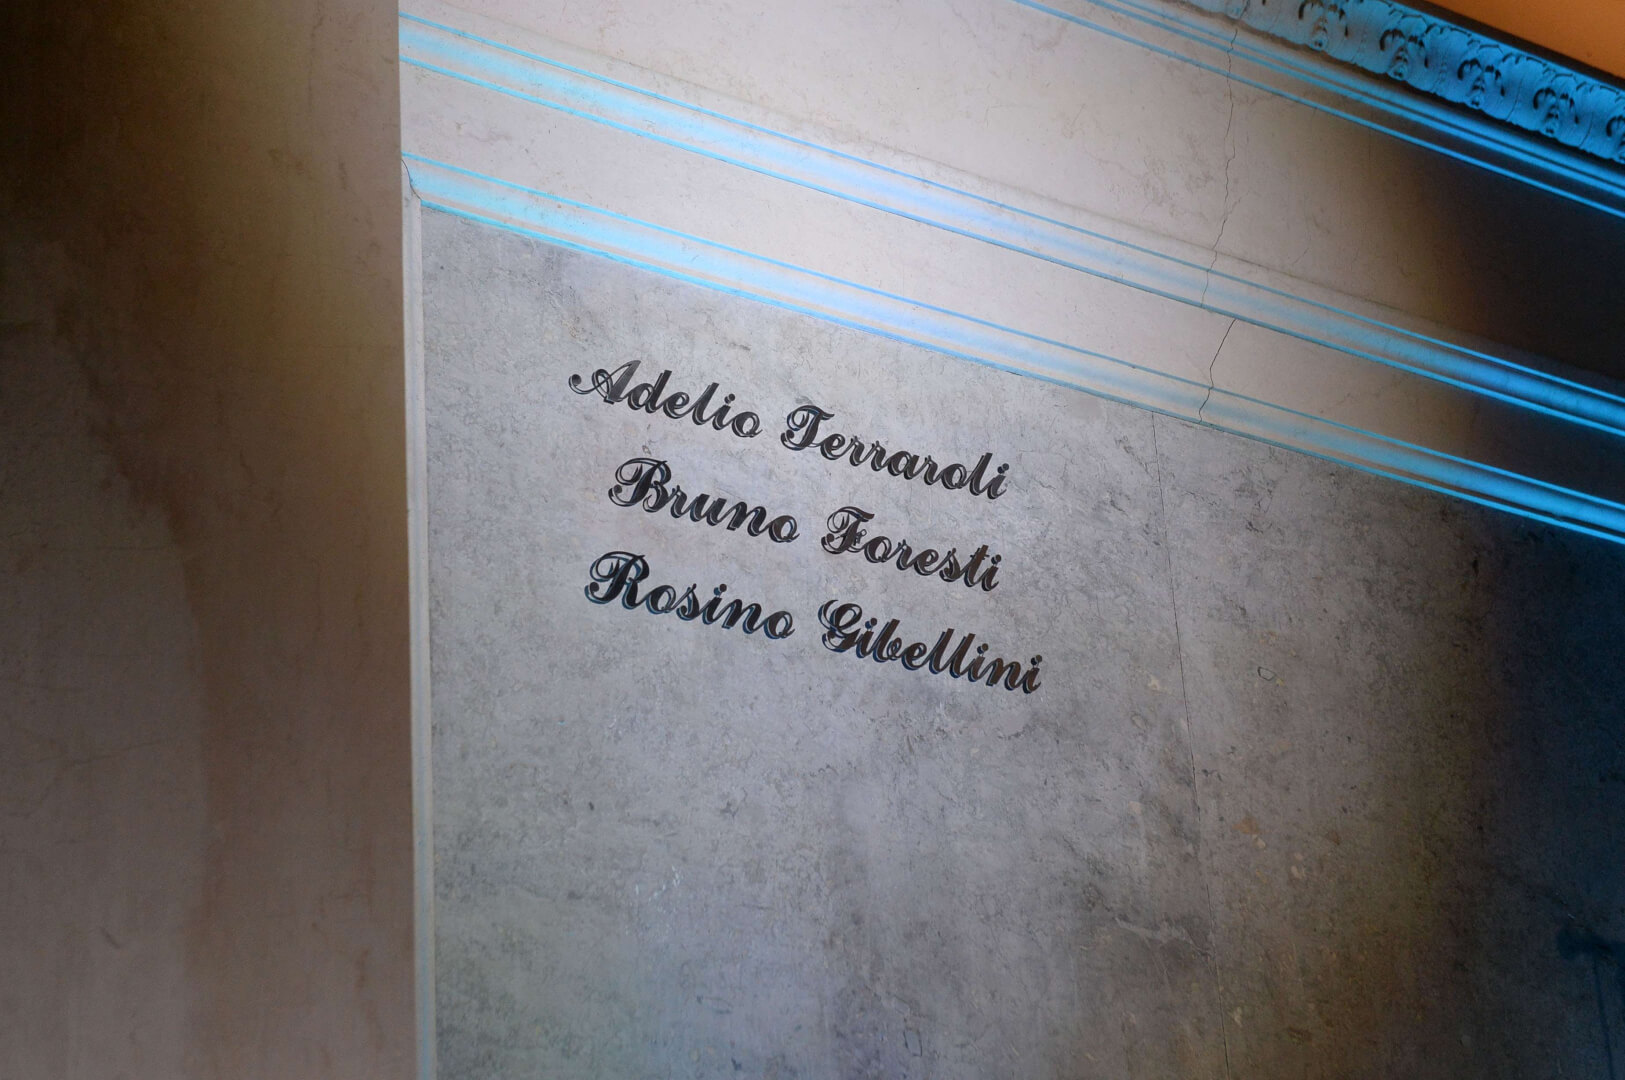 Adelio Terraroli
Bruno Foresti
Rosino Gibellini